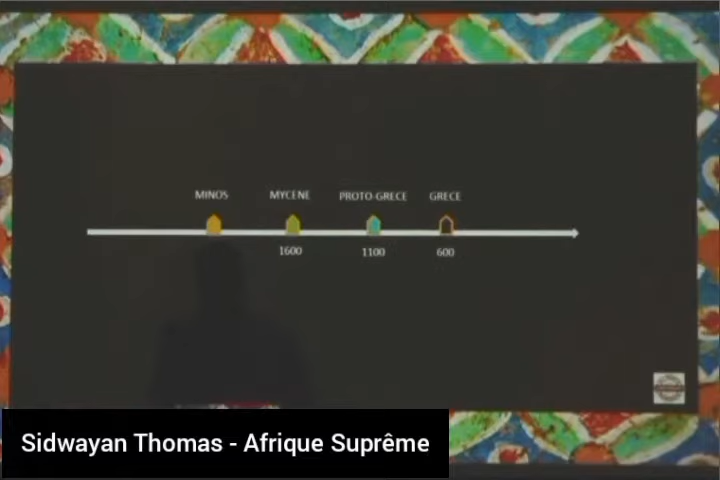 MINOS MYCENE PROTO-GRECE GRECE
1600 1100 600
Sidwayan Thomas - Afrique Suprême